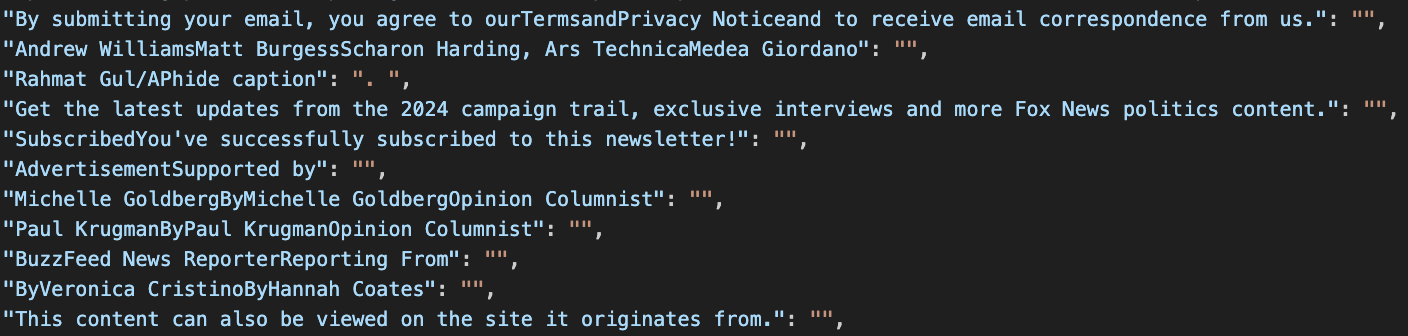 "By submitting your email, you agree to ourTermsandPrivacy Noticeand to receive email correspondence from us.": "",
"Andrew WilliamsMatt BurgessScharon Harding, Ars TechnicaMedea Giordano": "",
"Rahmat Gul/APhide caption": ". ",
"Get the latest updates from the 2024 campaign trail, exclusive interviews and more Fox News politics content.": "",
"SubscribedYou've successfully subscribed to this newsletter!": "",
"AdvertisementSupported by": "",
"Michelle GoldbergByMichelle GoldbergOpinion Columnist": "",
"Paul KrugmanByPaul KrugmanOpinion Columnist": "",
"BuzzFeed News ReporterReporting From": "",
"ByVeronica CristinoByHannah Coates": "",
"This content can also be viewed on the site it originates from.": "",